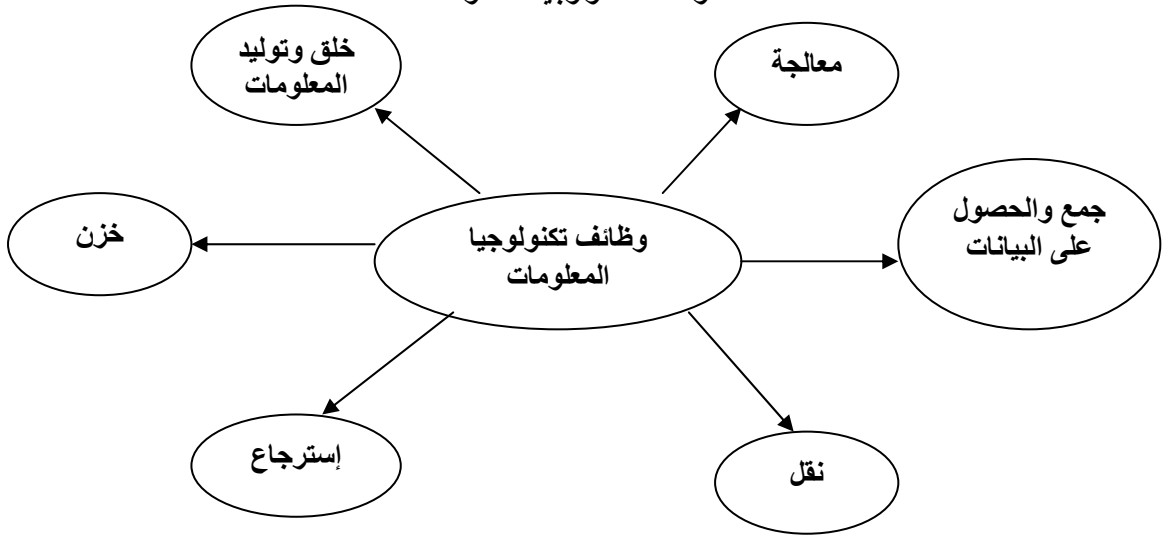 خلق وتوليد
المعلومات
معالجة
جمع والحصول
على البيانات
وظائف تكنولوجيا
المعلومات
خزن
إسترجاع
نقل